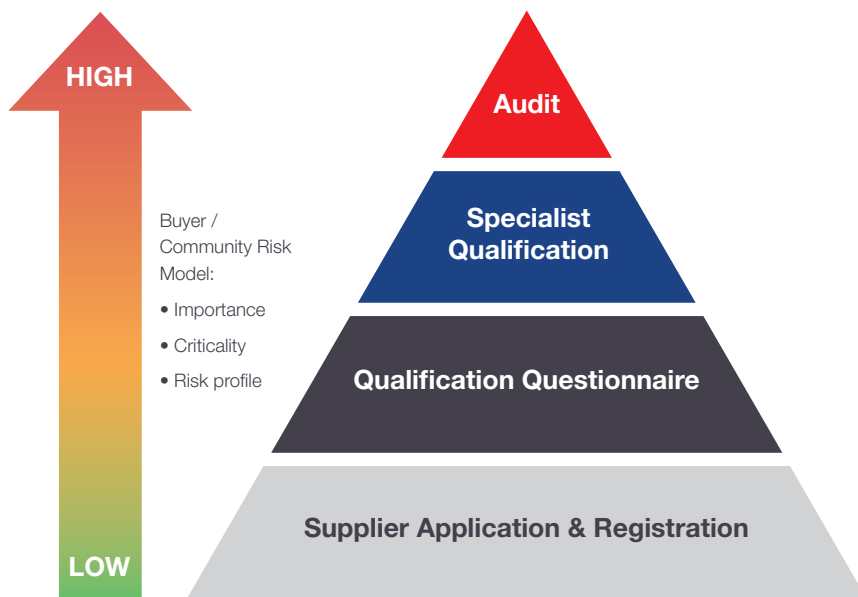 HIGH
Buyer /
Community Risk
Model:
• Importance
• Criticality
• Risk profile
LOW
Audit
Specialist
Qualification
Qualification Questionnaire
Supplier Application & Registration